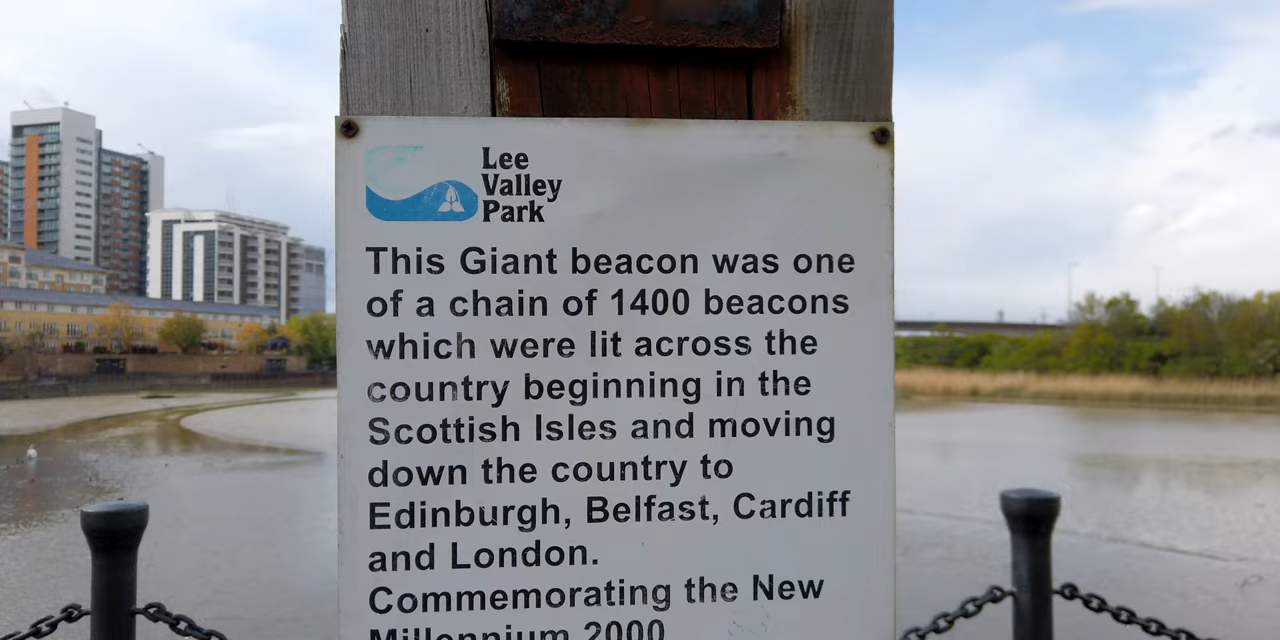 Lee
Valley
Park
This Giant beacon was one
of a chain of 1400 beacons
which were lit across the
country beginning in the
Scottish Isles and moving
down the country to
Edinburgh, Belfast, Cardiff
and London.
Commemorating the New
Millennium 2000